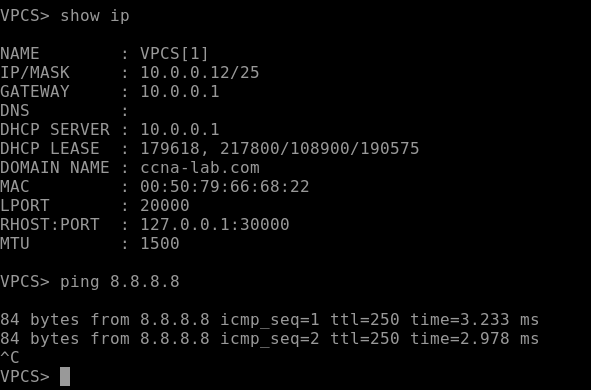 VPCS> show ip
NAME        : VPCS[1]
IP/MASK     : 10.0.0.12/25
GATEWAY     : 10.0.0.1
DNS         :
DHCP SERVER : 10.0.0.1
DHCP LEASE  : 179618, 217800/108900/190575
DOMAIN NAME : ccna-lab.com
MAC         : 00:50:79:66:68:22
LPORT       : 20000
RHOST:PORT  : 127.0.0.1:30000
MTU         : 1500
VPCS> ping 8.8.8.8
84 bytes from 8.8.8.8 icmp_seq=1 ttl=250 time=3.233 ms
84 bytes from 8.8.8.8 icmp_seq=2 ttl=250 time=2.978 ms
^C
VPCS>